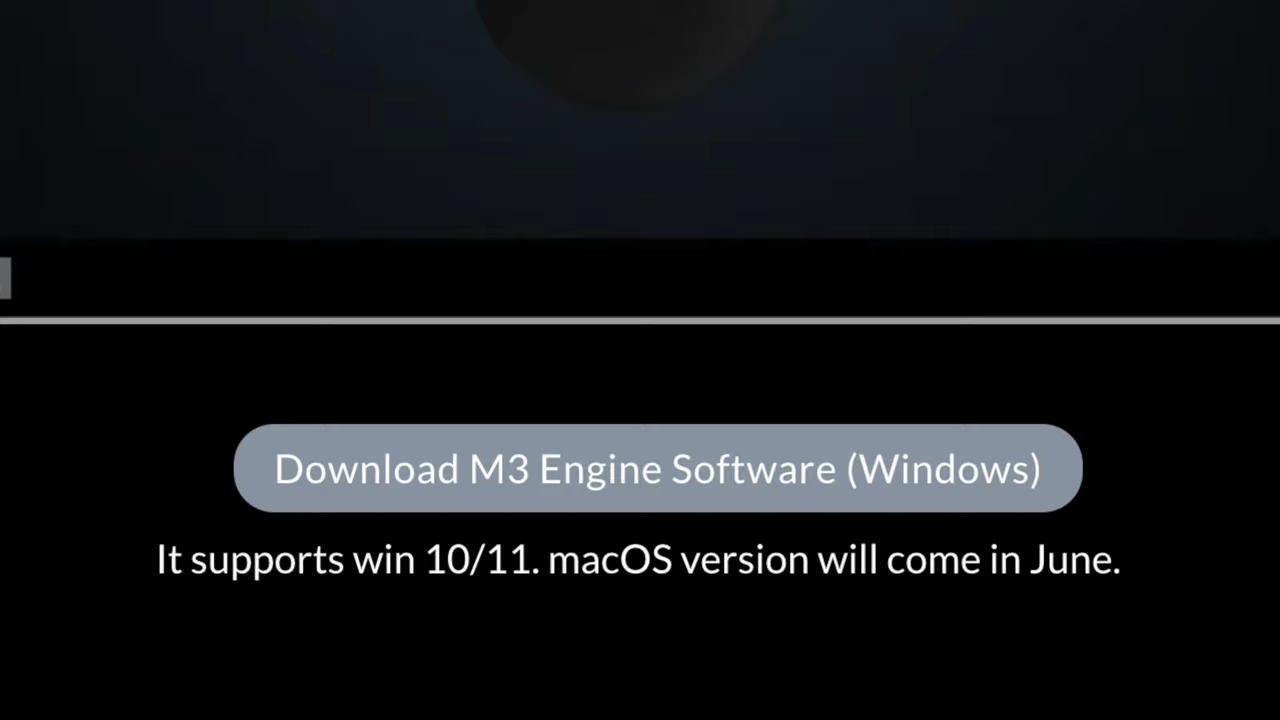 Download M3 Engine Software (Windows)
It supports win 10/11. macOS version will come in June.